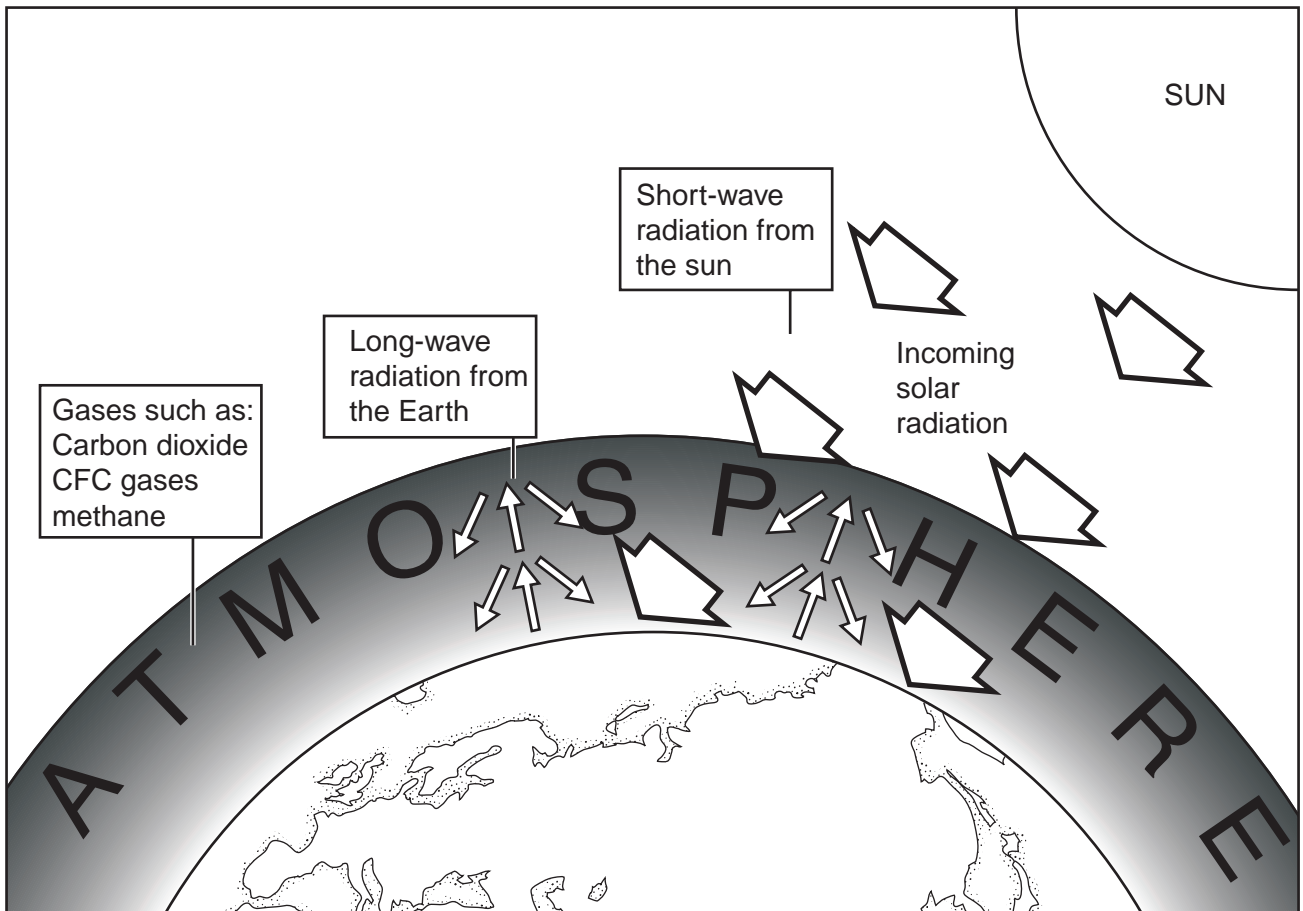 SUN
Short-wave
radiation from
the sun
Incoming
solar
radiation
Long-wave
radiation from
the Earth
Gases such as:
Carbon dioxide
CFC gases
methane
ATMOSPHERE